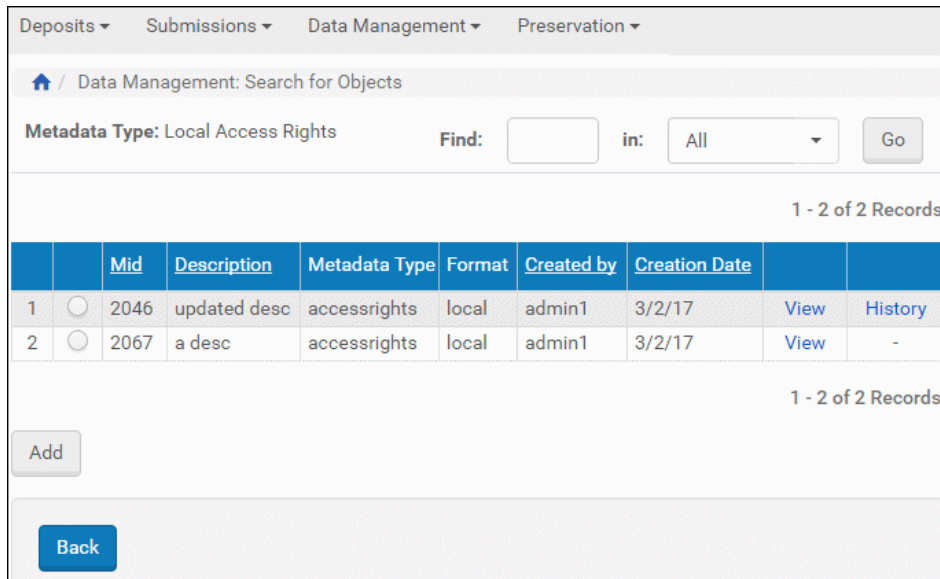 Deposits Submissions Data Management Preservation
/ Data Management: Search for Objects
Metadata Type: Local Access Rights Find: in: All Go
1 - 2 of 2 Records
Mid Description Metadata Type Format Created by Creation Date
1 2046 updated desc accessrights local admin1 3/2/17 View History
2 2067 a desc accessrights local admin1 3/2/17 View -
1 - 2 of 2 Records
Add
Back